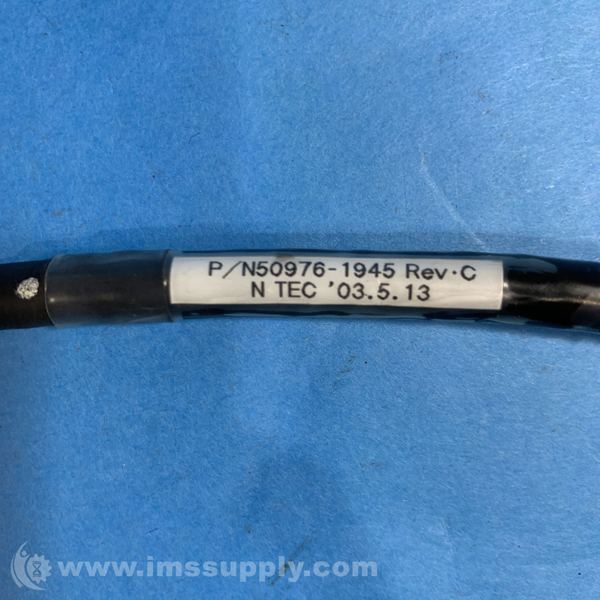 P/N50976-1945 Rev·C
N TEC '03.5.13
www.imssupply.com